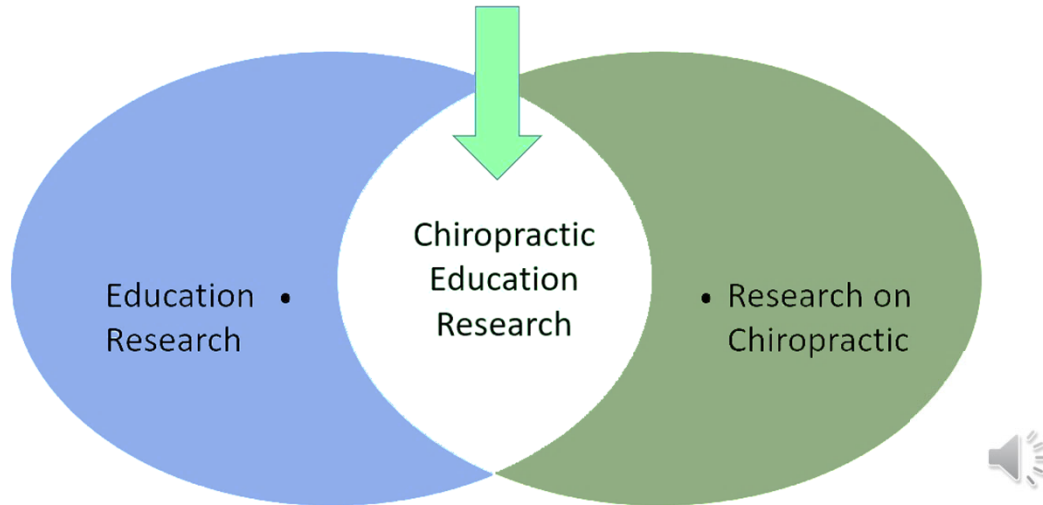 Education •
Research
Chiropractic
Education
Research
• Research on
Chiropractic